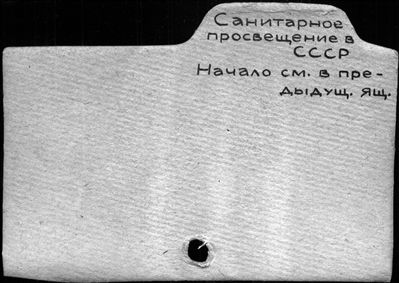 Санитарное
просвещение в
СССР
Начало см. в пре-
дыдущ. ящ.